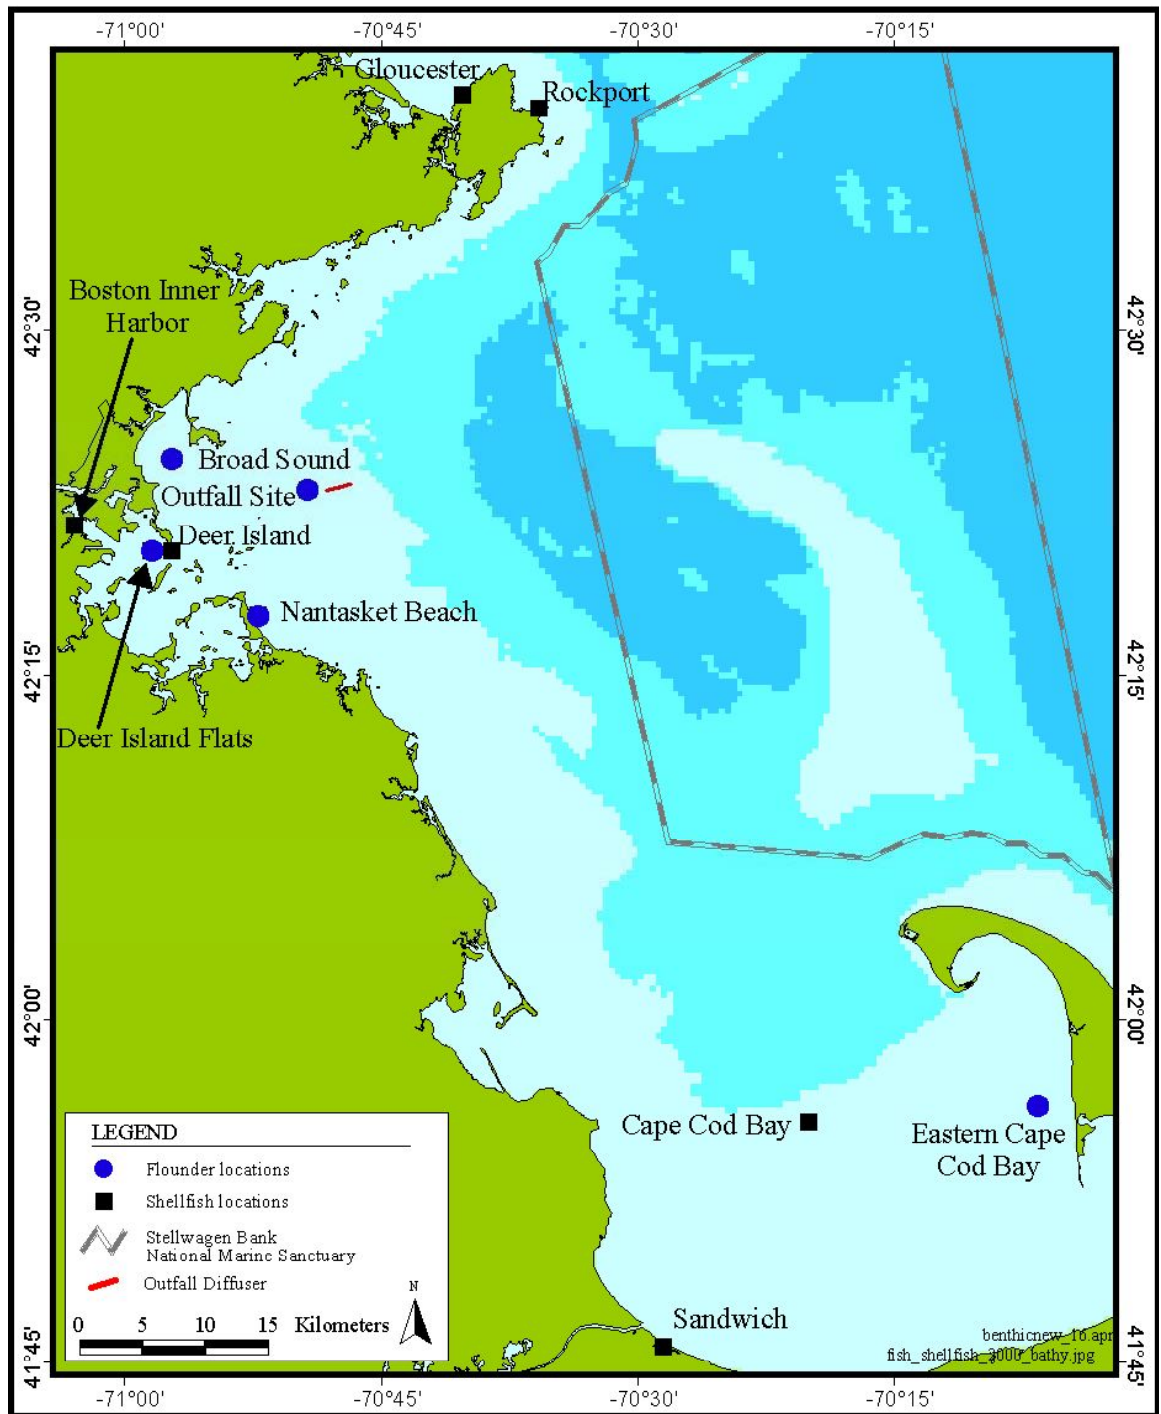 -71°00' -70°45' -70°30' -70°15'
Gloucester
Rockport
Boston Inner
Harbor
42°30' 42°30'
Broad Sound
Outfall Site
Deer Island
Nantasket Beach
42°15' 42°15'
Deer Island Flats
42°00' 42°00'
Cape Cod Bay
Eastern Cape
Cod Bay
LEGEND
Flounder locations
Shellfish locations
Stellwagen Bank
National Marine Sanctuary
Outfall Diffuser
N
0 5 10 15 Kilometers
Sandwich
benthicnew_16.apr
fish_shellfish_3000_bathy.jpg
41°45' 41°45'
-71°00' -70°45' -70°30' -70°15'